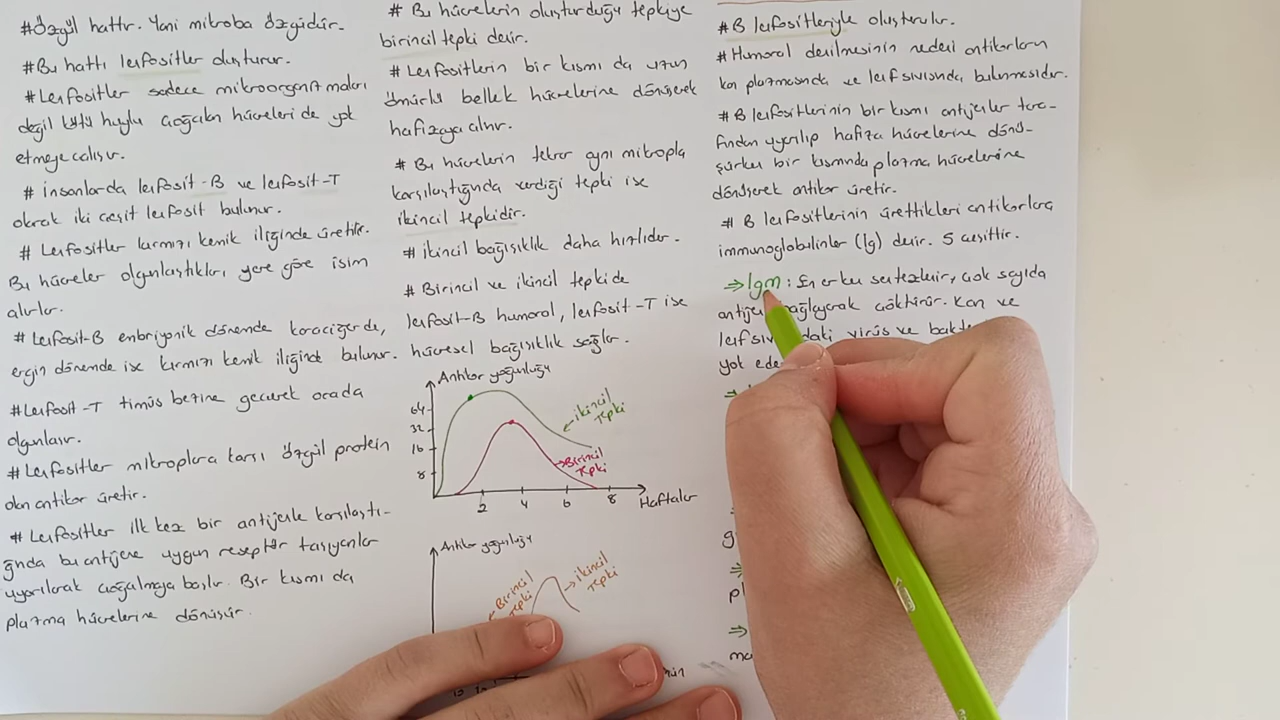 #Özgül hattır. Yani mikroba özgüdür.
#Bu hattı lenfositler oluşturur.
#Lenfositler sadece mikroorganizmaları
değil kötü huylu çoğalan hücreleri de yok
etmeye çalışır.
# insanlarda lenfosit-B ve lenfosit-T
olarak iki çeşit lenfosit bulunur.
# Lenfositler kırmızı kemik iliğinde üretilir.
Bu hücreler olgunlaştıkları yere göre isim
alırlar.
#Lenfosit-B embriyonik dönemde karaciğerde,
ergin dönemde ise kırmızı kemik iliğinde bulunur.
#Lenfosit-T timüs bezine geçerek orada
olgunlaşır.
#Lenfositler mikroplara karşı özgül protein
olan antikor üretir.
#Lenfositler ilk kez bir antijenle karşılaştı-
ğında bu antijene uygun reseptör taşıyanlar
uyarılarak çoğalmaya başlır. Bir kısmı da
plazma hücrelerine dönüşür.
# Bu hücrelerin oluşturduğu tepkiye
birincil tepki denir.
# Lenfositlerin bir kısmı da uzun
ömürlü bellek hücrelerine dönüşerek
hafızaya alınır.
# Bu hücrelerin tekrar aynı mikropla
karşılaştığında verdiği tepki ise
ikincil tepkidir.
# ikincil bağışıklık daha hızlıdır.
# Birincil ve ikincil tepkide
lenfosit-B humoral, lenfosit-T ise
hücresel bağışıklık sağlar.
Antikor yoğunluğu
64
32
16
8
ikincil
tepki
Birincil
tepki
2 4 6 8
Haftalar
Antikor yoğunluğu
Birincil
tepki
ikincil
tepki
#B lenfositleriyle oluşturulur.
#Humoral denilmesinin nedeni antikorların
kan plazmasında ve lenf sıvısında bulunmasıdır.
#B lenfositlerinin bir kısmı antijenler tara-
fından uyarılıp hafıza hücrelerine dönü-
şürken bir kısmında plazma hücrelerine
dönüşerek antikor üretir.
# B lenfositlerinin ürettikleri antikorlara
immunoglobulinler (Ig) denir. 5 çeşittir.
⇒Igm: En erken sentezlenir, çok sayıda
bağlayarak çöktürür. Kan ve
virüs ve
yok